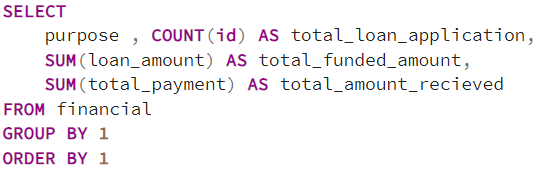 SELECT
purpose , COUNT(id) AS total_loan_application,
SUM(loan_amount) AS total_funded_amount,
SUM(total_payment) AS total_amount_recieved
FROM financial
GROUP BY 1
ORDER BY 1